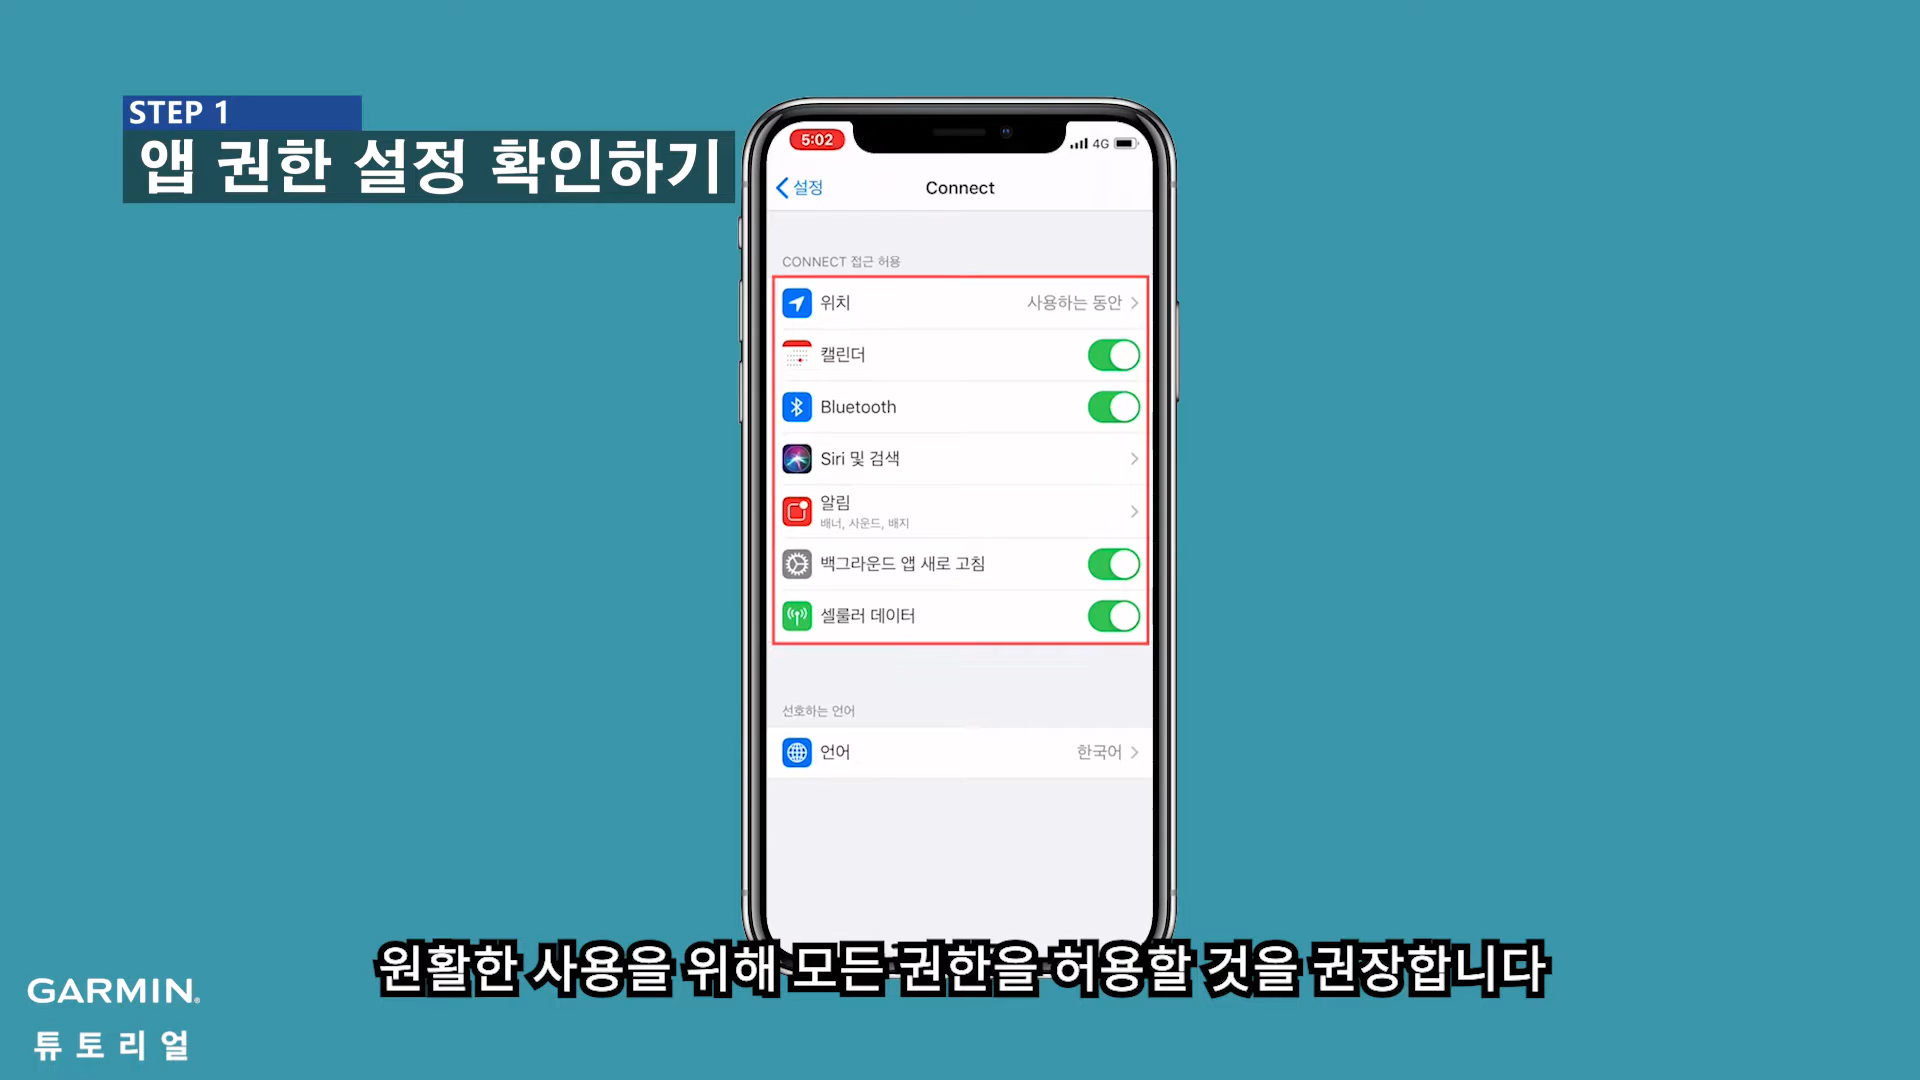 STEP 1
앱 권한 설정 확인하기
5:02
4G
설정
Connect
CONNECT 접근 허용
위치
사용하는 동안
캘린더
Bluetooth
Siri 및 검색
알림
배너, 사운드, 배지
백그라운드 앱 새로 고침
셀룰러 데이터
선호하는 언어
언어
한국어
원활한 사용을 위해 모든 권한을 허용할 것을 권장합니다
GARMIN
튜토리얼